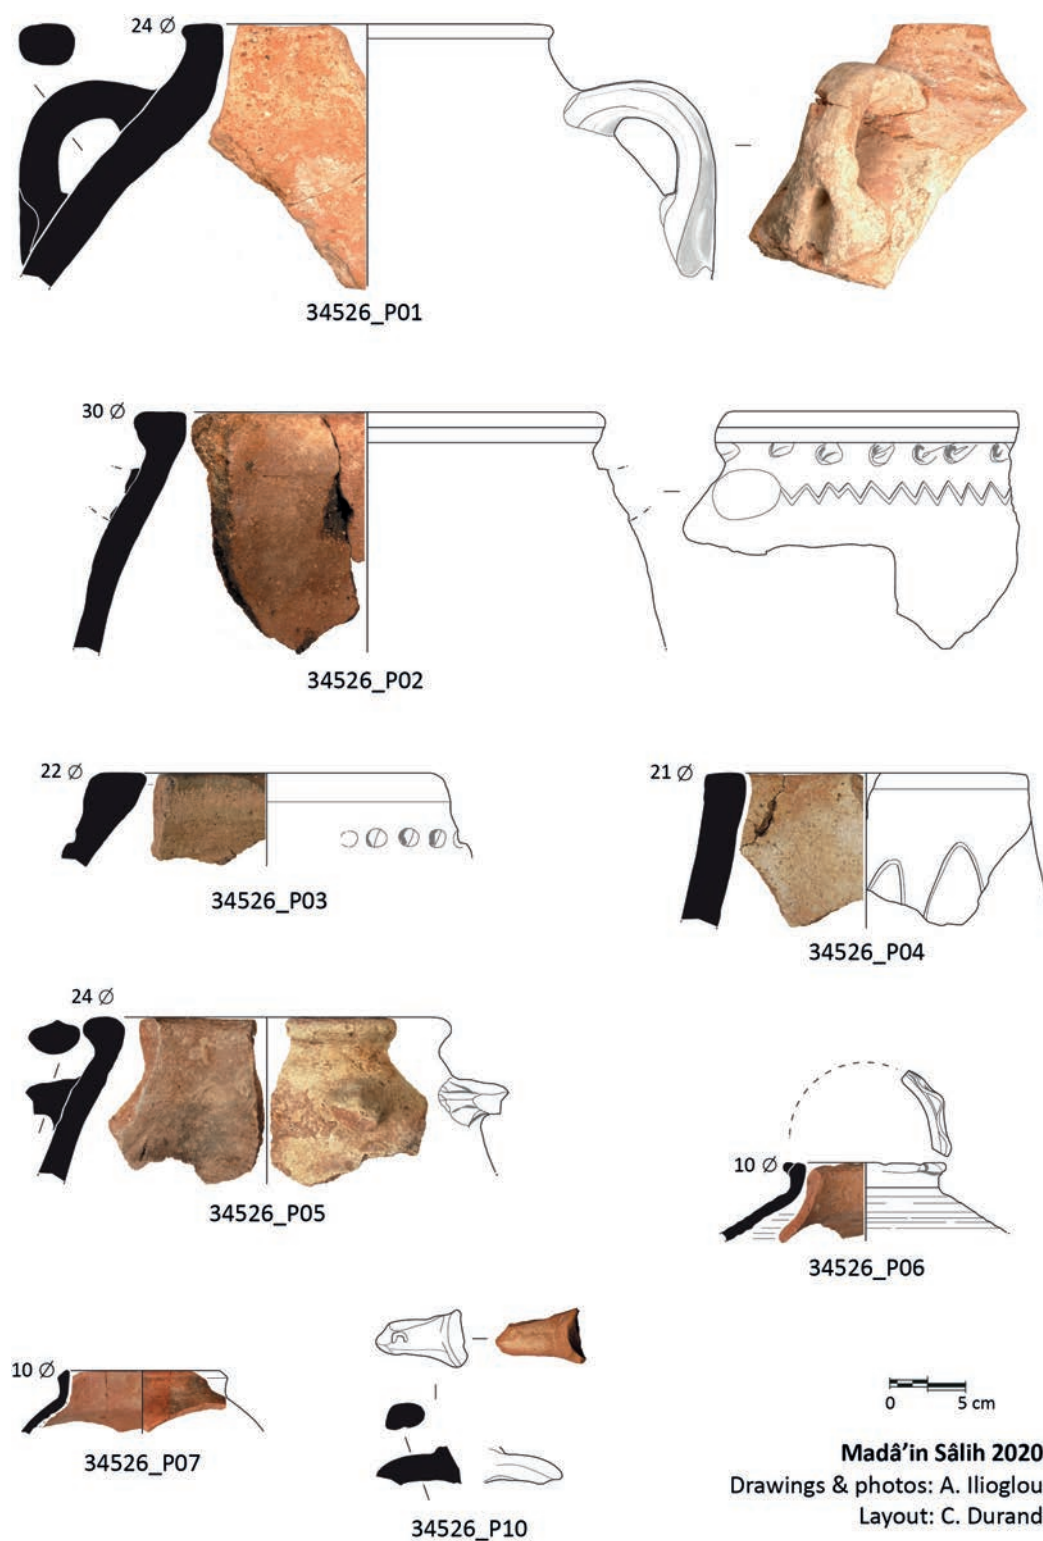 24 Ø
34526_P01
30 Ø
34526_P02
22 Ø
34526_P03
21 Ø
34526_P04
24 Ø
34526_P05
10 Ø
34526_P06
10 Ø
34526_P07
34526_P10
0 5 cm
Madâ’in Sâlih 2020
Drawings & photos: A. Ilioglou
Layout: C. Durand